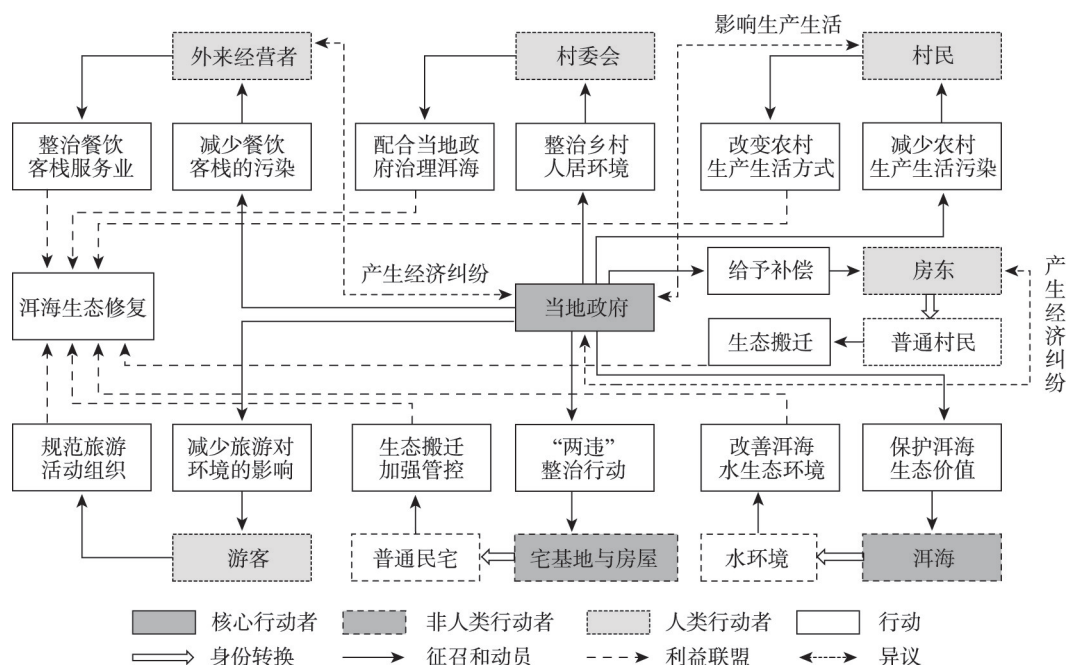 影响生产生活
外来经营者
村委会
村民
整治餐饮
客栈服务业
减少餐饮
客栈的污染
配合当地政
府治理洱海
整治乡村
人居环境
改变农村
生产生活方式
减少农村
生产生活污染
产生经济纠纷
给予补偿
房东
洱海生态修复
当地政府
生态搬迁
普通村民
产生经济纠纷
规范旅游
活动组织
减少旅游对
环境的影响
生态搬迁
加强管控
“两违”
整治行动
改善洱海
水生态环境
保护洱海
生态价值
游客
普通民宅
宅基地与房屋
水环境
洱海
核心行动者
非人类行动者
人类行动者
行动
身份转换
征召和动员
利益联盟
异议